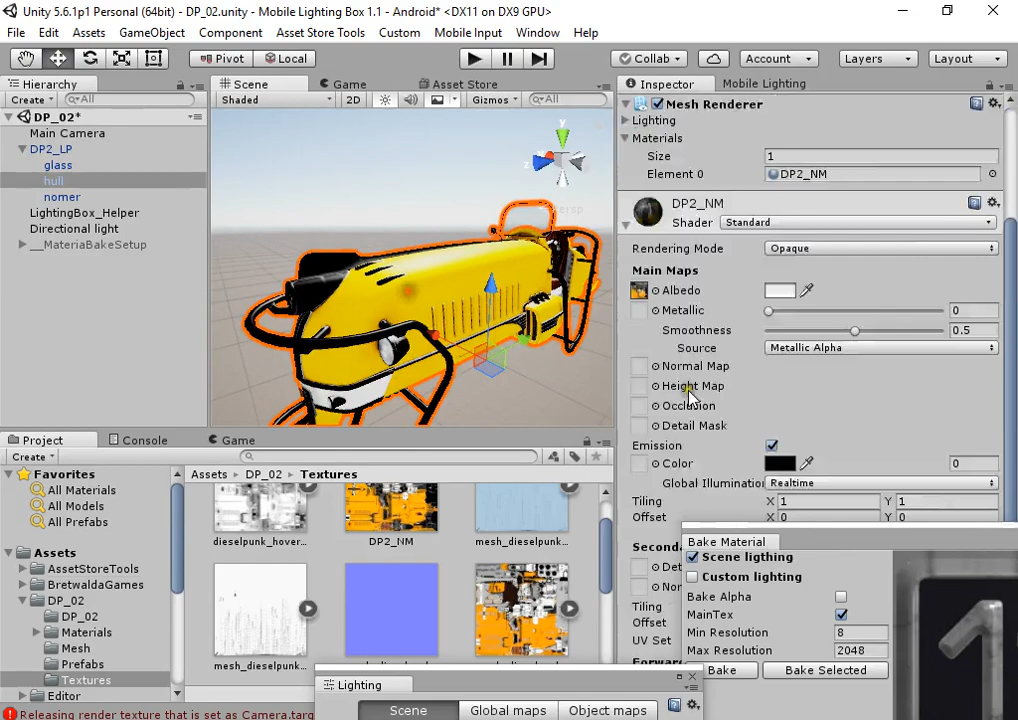 Unity 5.6.1p1 Personal (64bit) - DP_02.unity - Mobile Lighting Box 1.1 - Android* <DX11 on DX9 GPU>
File Edit Assets GameObject Component Asset Store Tools Custom Mobile Input Window Help
Pivot Local Collab Account Layers Layout
Hierarchy Scene Game Asset Store Inspector Mobile Lighting
Create All Shaded 2D Gizmos All Mesh Renderer
DP_02* Lighting
Main Camera Materials
DP2_LP Size 1
glass Element 0 DP2_NM
hull
nomer DP2_NM
LightingBox_Helper Shader Standard
Directional light
__MateriaBakeSetup Rendering Mode Opaque
y
z
Persp
Main Maps
Albedo
Metallic 0
Smoothness 0.5
Source Metallic Alpha
Normal Map
Height Map
Occlusion
Detail Mask
Emission
Color 0
Global Illumination Realtime
Tiling X 1 Y 1
Offset X 0 Y 0
Project Console Game
Create
Favorites Assets DP_02 Textures
All Materials
All Models
All Prefabs
dieselpunk_hover... DP2_NM mesh_dieselpunk...
Assets
AssetStoreTools
BretwaldaGames
DP_02
DP_02
Materials
Mesh
Prefabs
Textures
Editor
mesh_dieselpunk...
Tiling
Offset
UV Set
Bake Material
Scene ligthing
Custom lighting
Bake Alpha
MainTex
Min Resolution 8
Max Resolution 2048
Bake Bake Selected
1
Lighting
Scene Global maps Object maps
Releasing render texture that is set as Camera.targ